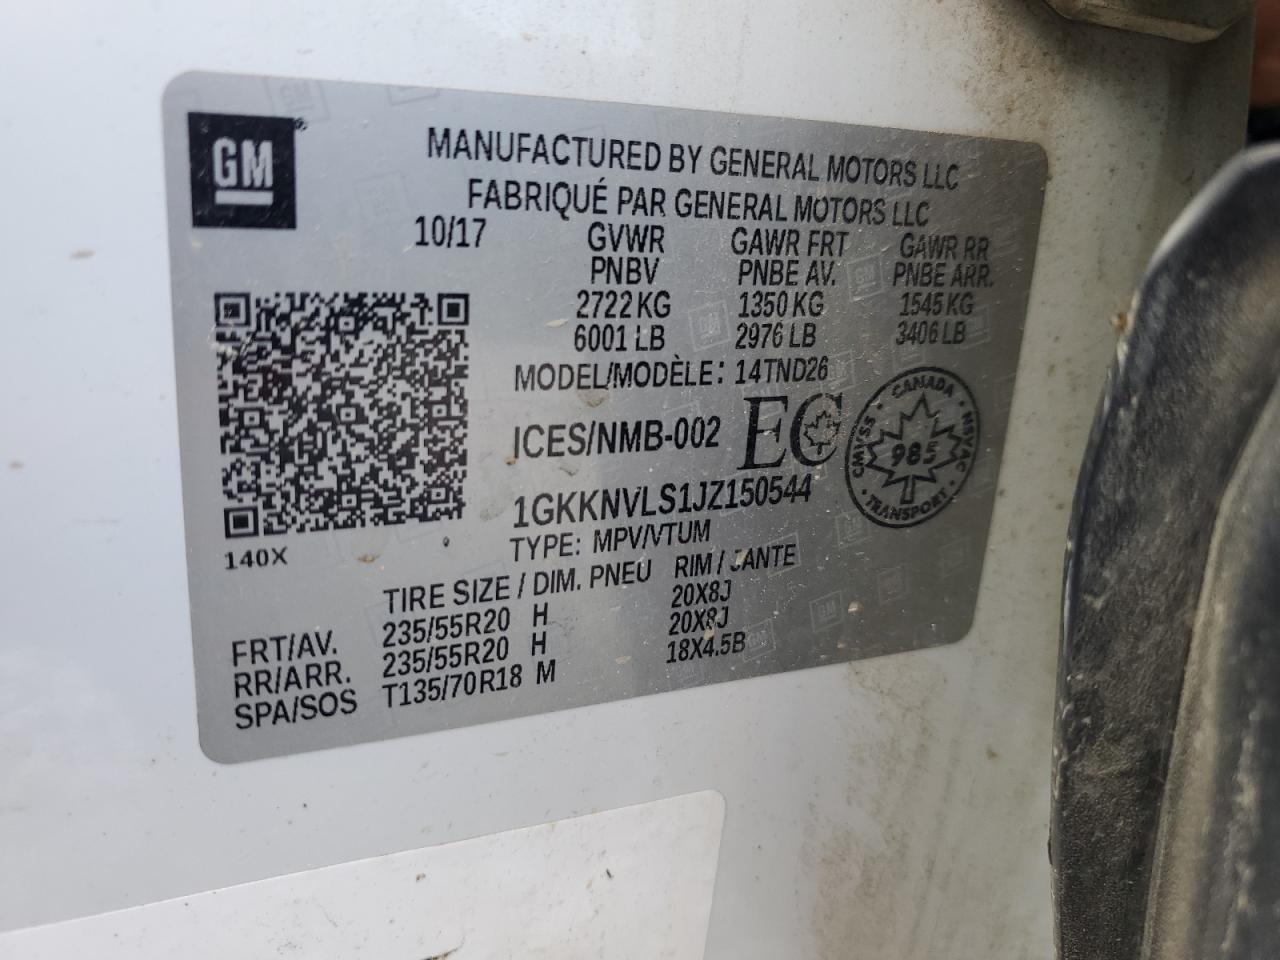 GM
MANUFACTURED BY GENERAL MOTORS LLC
FABRIQUÉ PAR GENERAL MOTORS LLC
10/17 GVWR GAWR FRT GAWR RR
PNBV PNBE AV. PNBE ARR.
2722 KG 1350 KG 1545 KG
6001 LB 2976 LB 3406 LB
MODEL/MODÈLE: 14TND26
ICES/NMB-002 EC
CANADA CMVSS NSVAC 985 TRANSPORT
1GKKNVLS1JZ150544
140X
TYPE: MPV/VTUM
TIRE SIZE / DIM. PNEU RIM / JANTE
FRT/AV. 235/55R20 H 20X8J
RR/ARR. 235/55R20 H 20X8J
SPA/SOS T135/70R18 M 18X4.5B